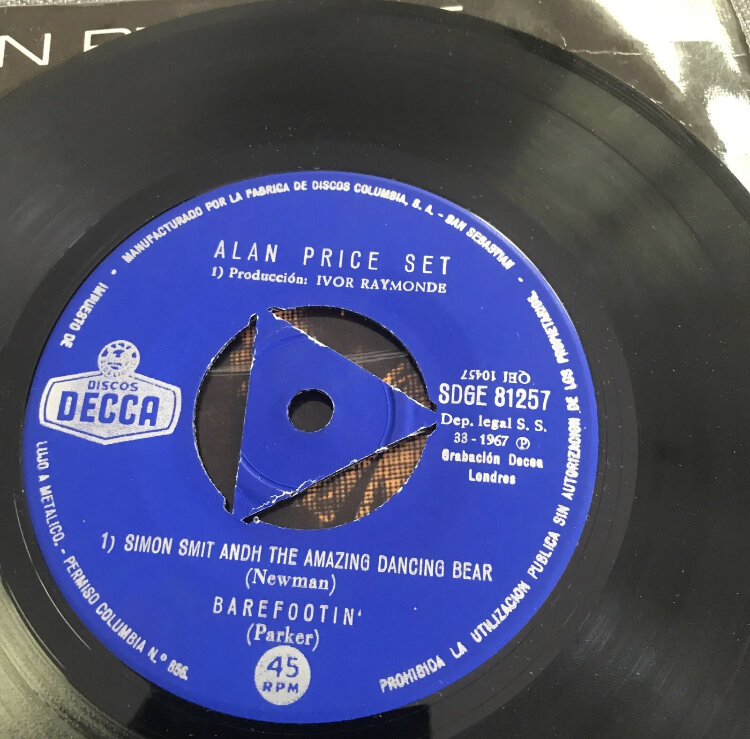 MANUFACTURADO POR LA FABRICA DE DISCOS COLUMBIA, S. A. - SAN SEBASTIAN -
PROHIBIDA LA UTILIZACION PUBLICA SIN AUTORIZACION DE LOS PROPIETARIOS.
IMPUESTO DE
LUJO A METALICO. - PERMISO COLUMBIA N.º 856.
ALAN PRICE SET
1) Producción: IVOR RAYMONDE
DISCOS
DECCA
QEI 10457
SDGE 81257
Dep. legal S. S.
33 - 1967 Ⓟ
Grabación Decca
Londres
1) SIMON SMIT ANDH THE AMAZING DANCING BEAR
(Newman)
BAREFOOTIN'
(Parker)
45
RPM